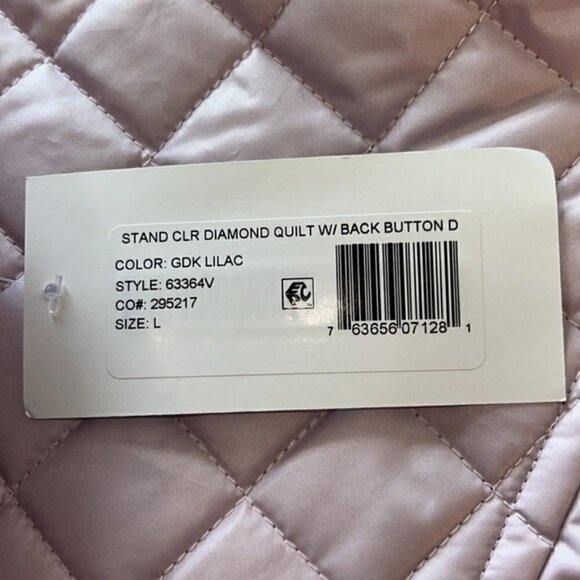 STAND CLR DIAMOND QUILT W/ BACK BUTTON D
COLOR: GDK LILAC
STYLE: 63364V
CO#: 295217
SIZE: L
7 63656 07128 1